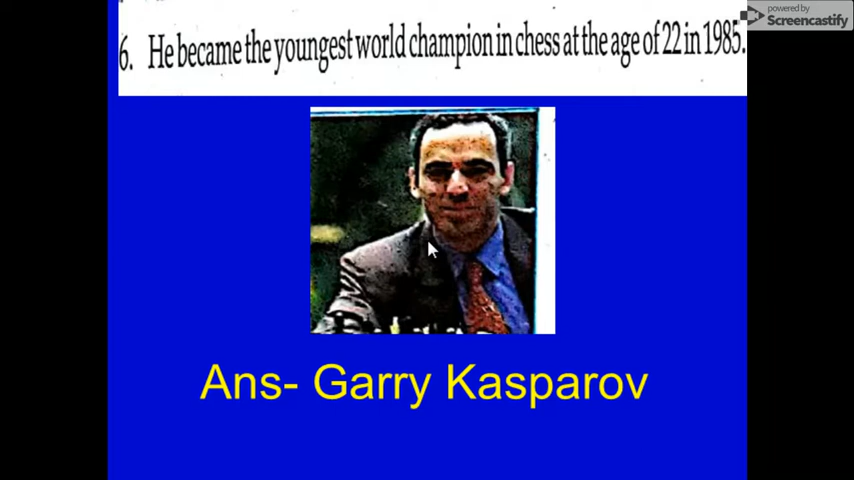 powered by
Screencastify
6. He became the youngest world champion in chess at the age of 22 in 1985.
Ans- Garry Kasparov